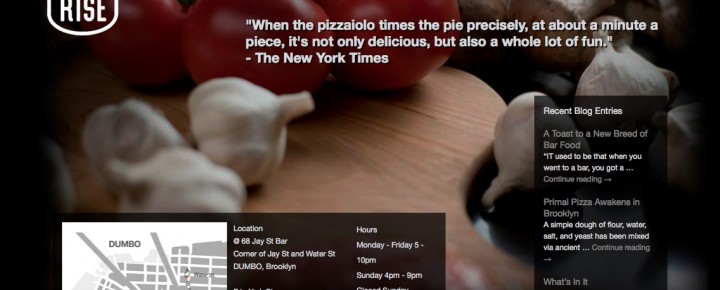 RISE
"When the pizzaiolo times the pie precisely, at about a minute a
piece, it's not only delicious, but also a whole lot of fun."
- The New York Times
Recent Blog Entries
A Toast to a New Breed of
Bar Food
"IT used to be that when you
went to a bar, you got a ...
Continue reading →
Primal Pizza Awakens in
Brooklyn
A simple dough of flour, water,
salt, and yeast has been mixed
via ancient ... Continue reading
→
What's in It
DUMBO
Location
@ 68 Jay St Bar
Corner of Jay St and Water St
DUMBO, Brooklyn
Hours
Monday - Friday 5 -
10pm
Sunday 4pm - 9pm
Closed Sunday